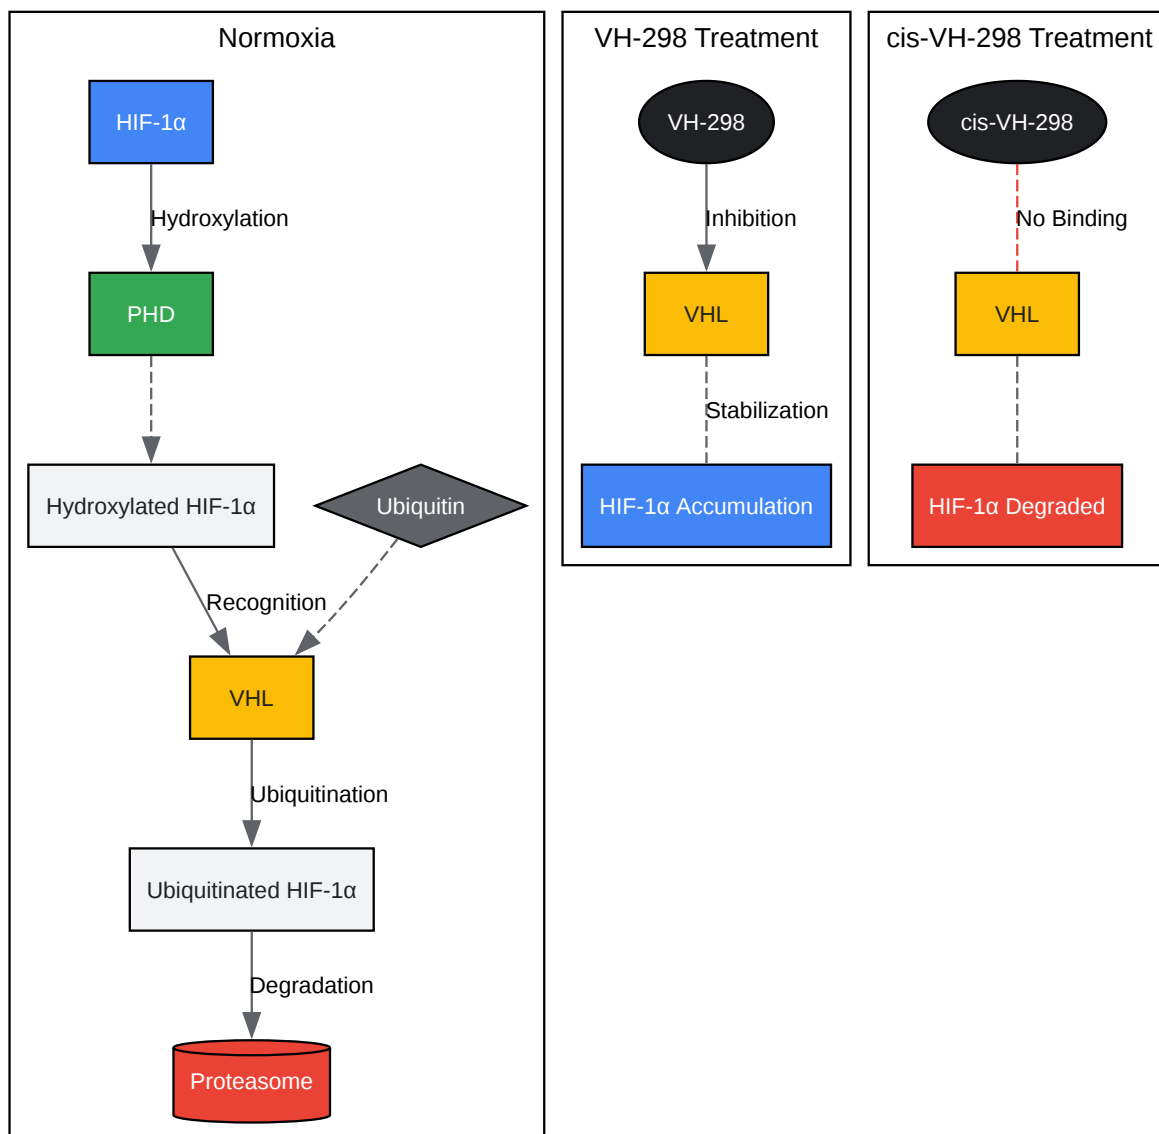 Normoxia
HIF-1α
Hydroxylation
PHD
Hydroxylated HIF-1α
Ubiquitin
Recognition
VHL
Ubiquitination
Ubiquitinated HIF-1α
Degradation
Proteasome
VH-298 Treatment
VH-298
Inhibition
VHL
Stabilization
HIF-1α Accumulation
cis-VH-298 Treatment
cis-VH-298
No Binding
VHL
HIF-1α Degraded